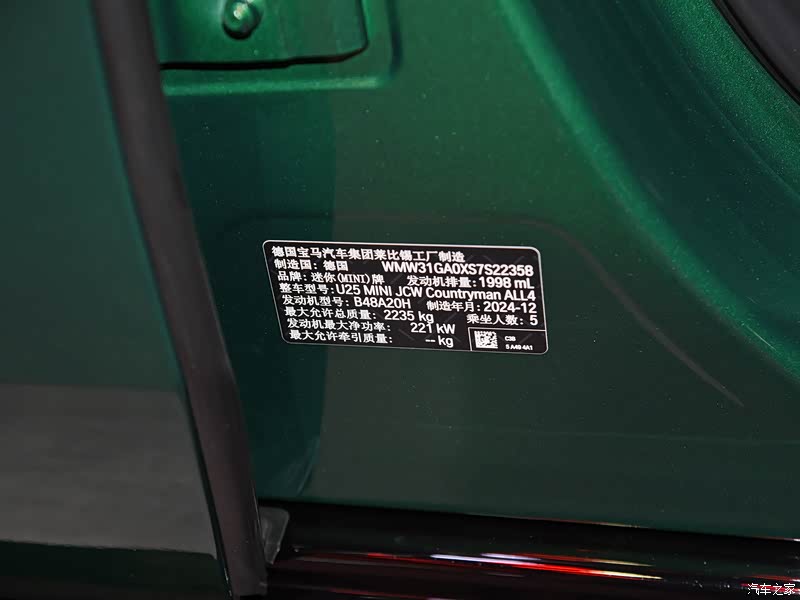 德国宝马汽车集团莱比锡工厂制造
制造国：德国 WMW31GA0XS7S22358
品牌：迷你(MINI)牌 发动机排量：1998 mL
整车型号：U25 MINI JCW Countryman ALL4
发动机型号：B48A20H 制造年月：2024-12
最大允许总质量：2235 kg 乘坐人数：5
发动机最大净功率：221 kW
最大允许牵引质量：-- kg
C3B
5 A49 4A1
汽车之家